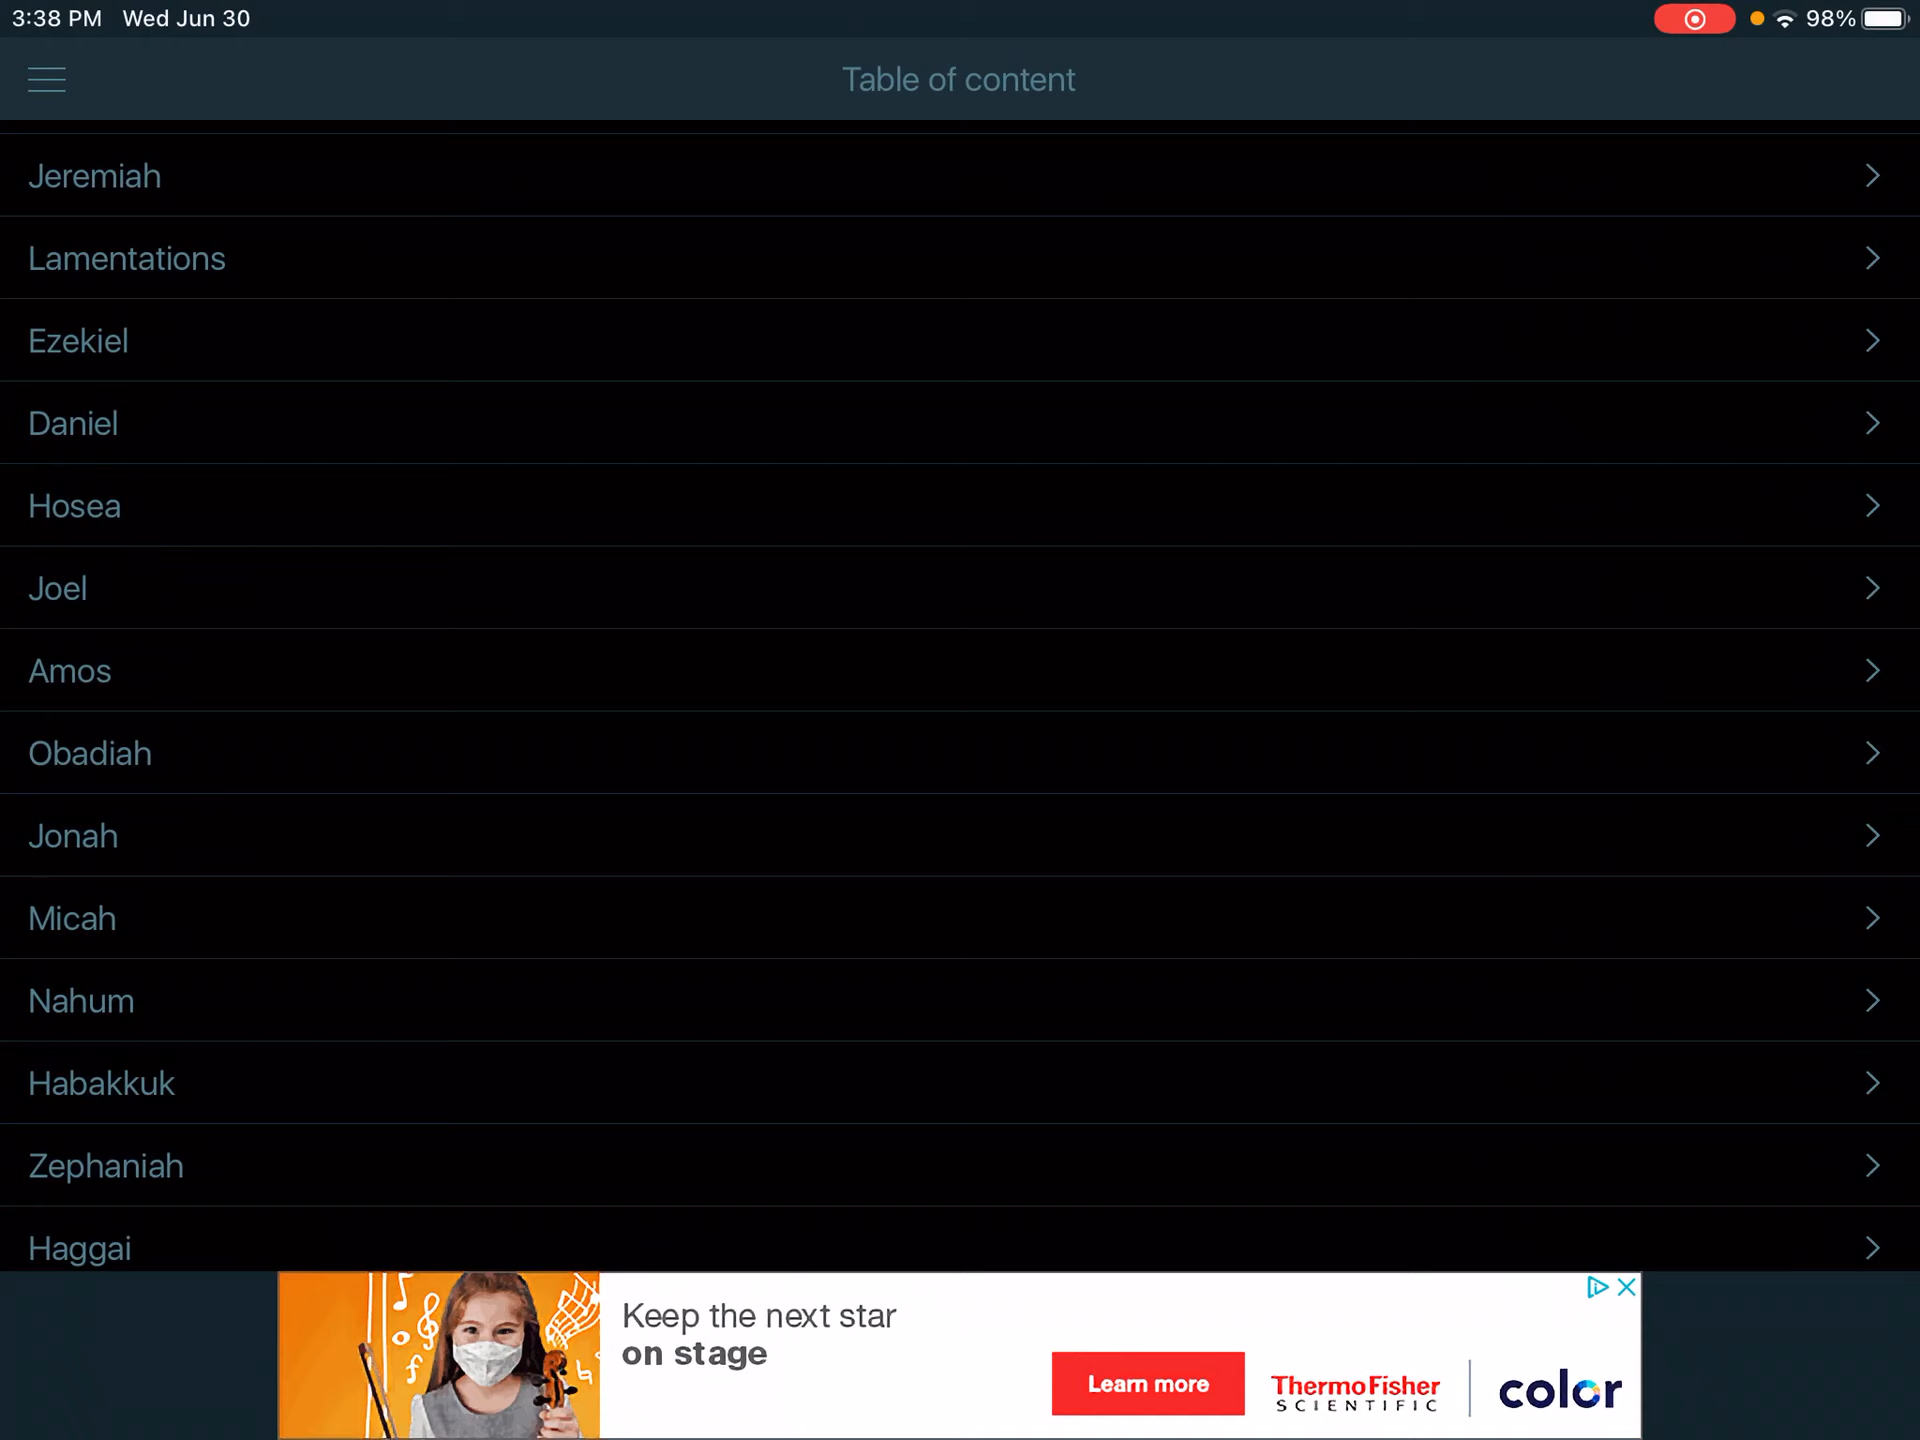 3:38 PM Wed Jun 30 98%
Table of content
Jeremiah
Lamentations
Ezekiel
Daniel
Hosea
Joel
Amos
Obadiah
Jonah
Micah
Nahum
Habakkuk
Zephaniah
Haggai
Keep the next star
on stage
Learn more
ThermoFisher
SCIENTIFIC
color